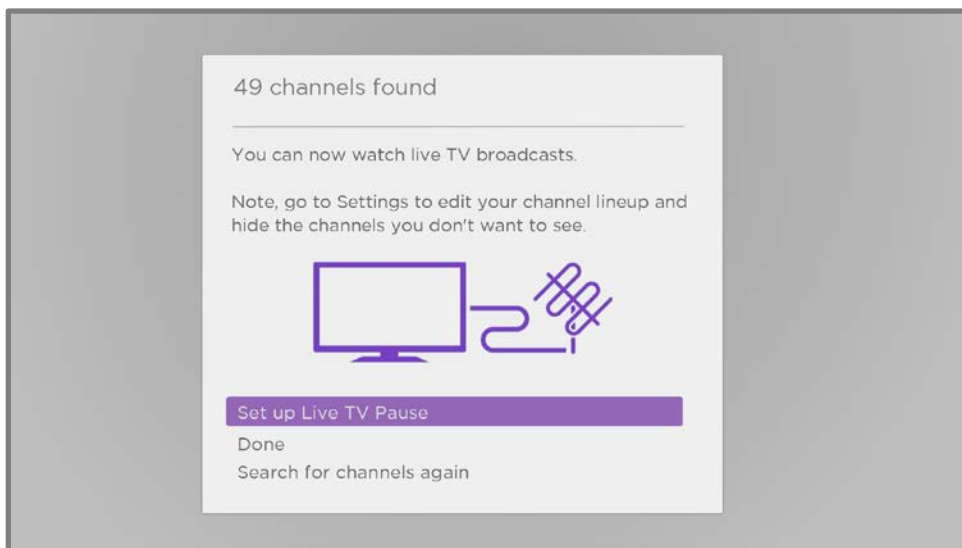 49 channels found
You can now watch live TV broadcasts.
Note, go to Settings to edit your channel lineup and
hide the channels you don't want to see.
Set up Live TV Pause
Done
Search for channels again